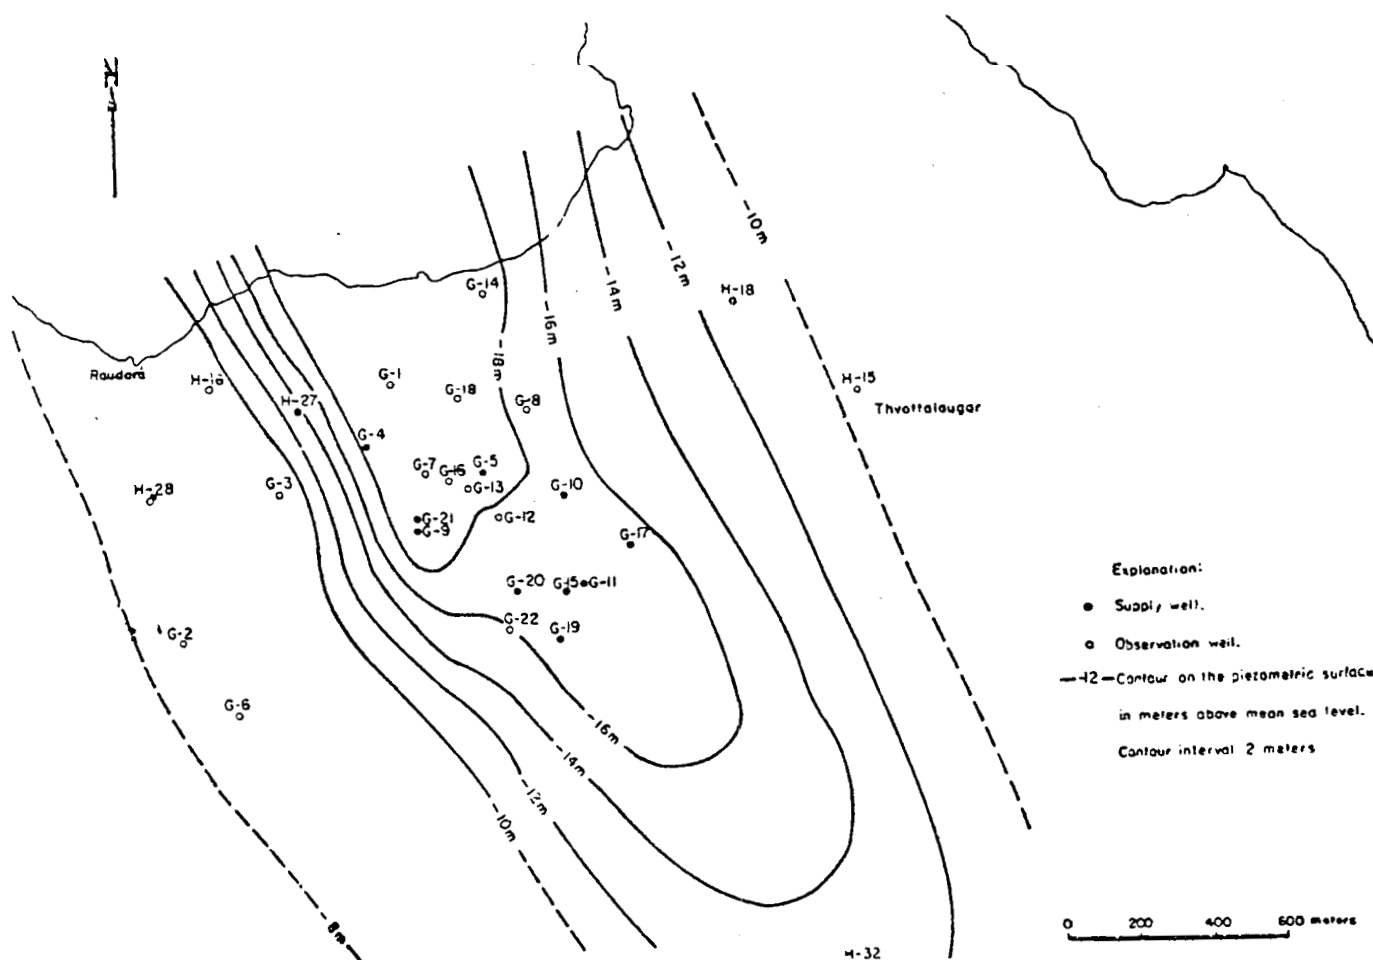 N
-10m
-12m
-14m
H-18
G-14
-16m
-18m
Raudará
H-16
G-1
G-18
G-8
H-15
H-27
Thvottalaugar
G-4
G-7
G-16
G-5
G-13
H-28
G-3
G-10
G-21
G-9
G-12
G-17
G-20
G-15
G-11
Explanation:
Supply well.
G-2
G-22
G-19
Observation well.
-12 Contour on the piezometric surface
G-6
in meters above mean sea level.
-16m
Contour interval 2 meters
-14m
-12m
-10m
-8m
0 200 400 600 meters
H-32